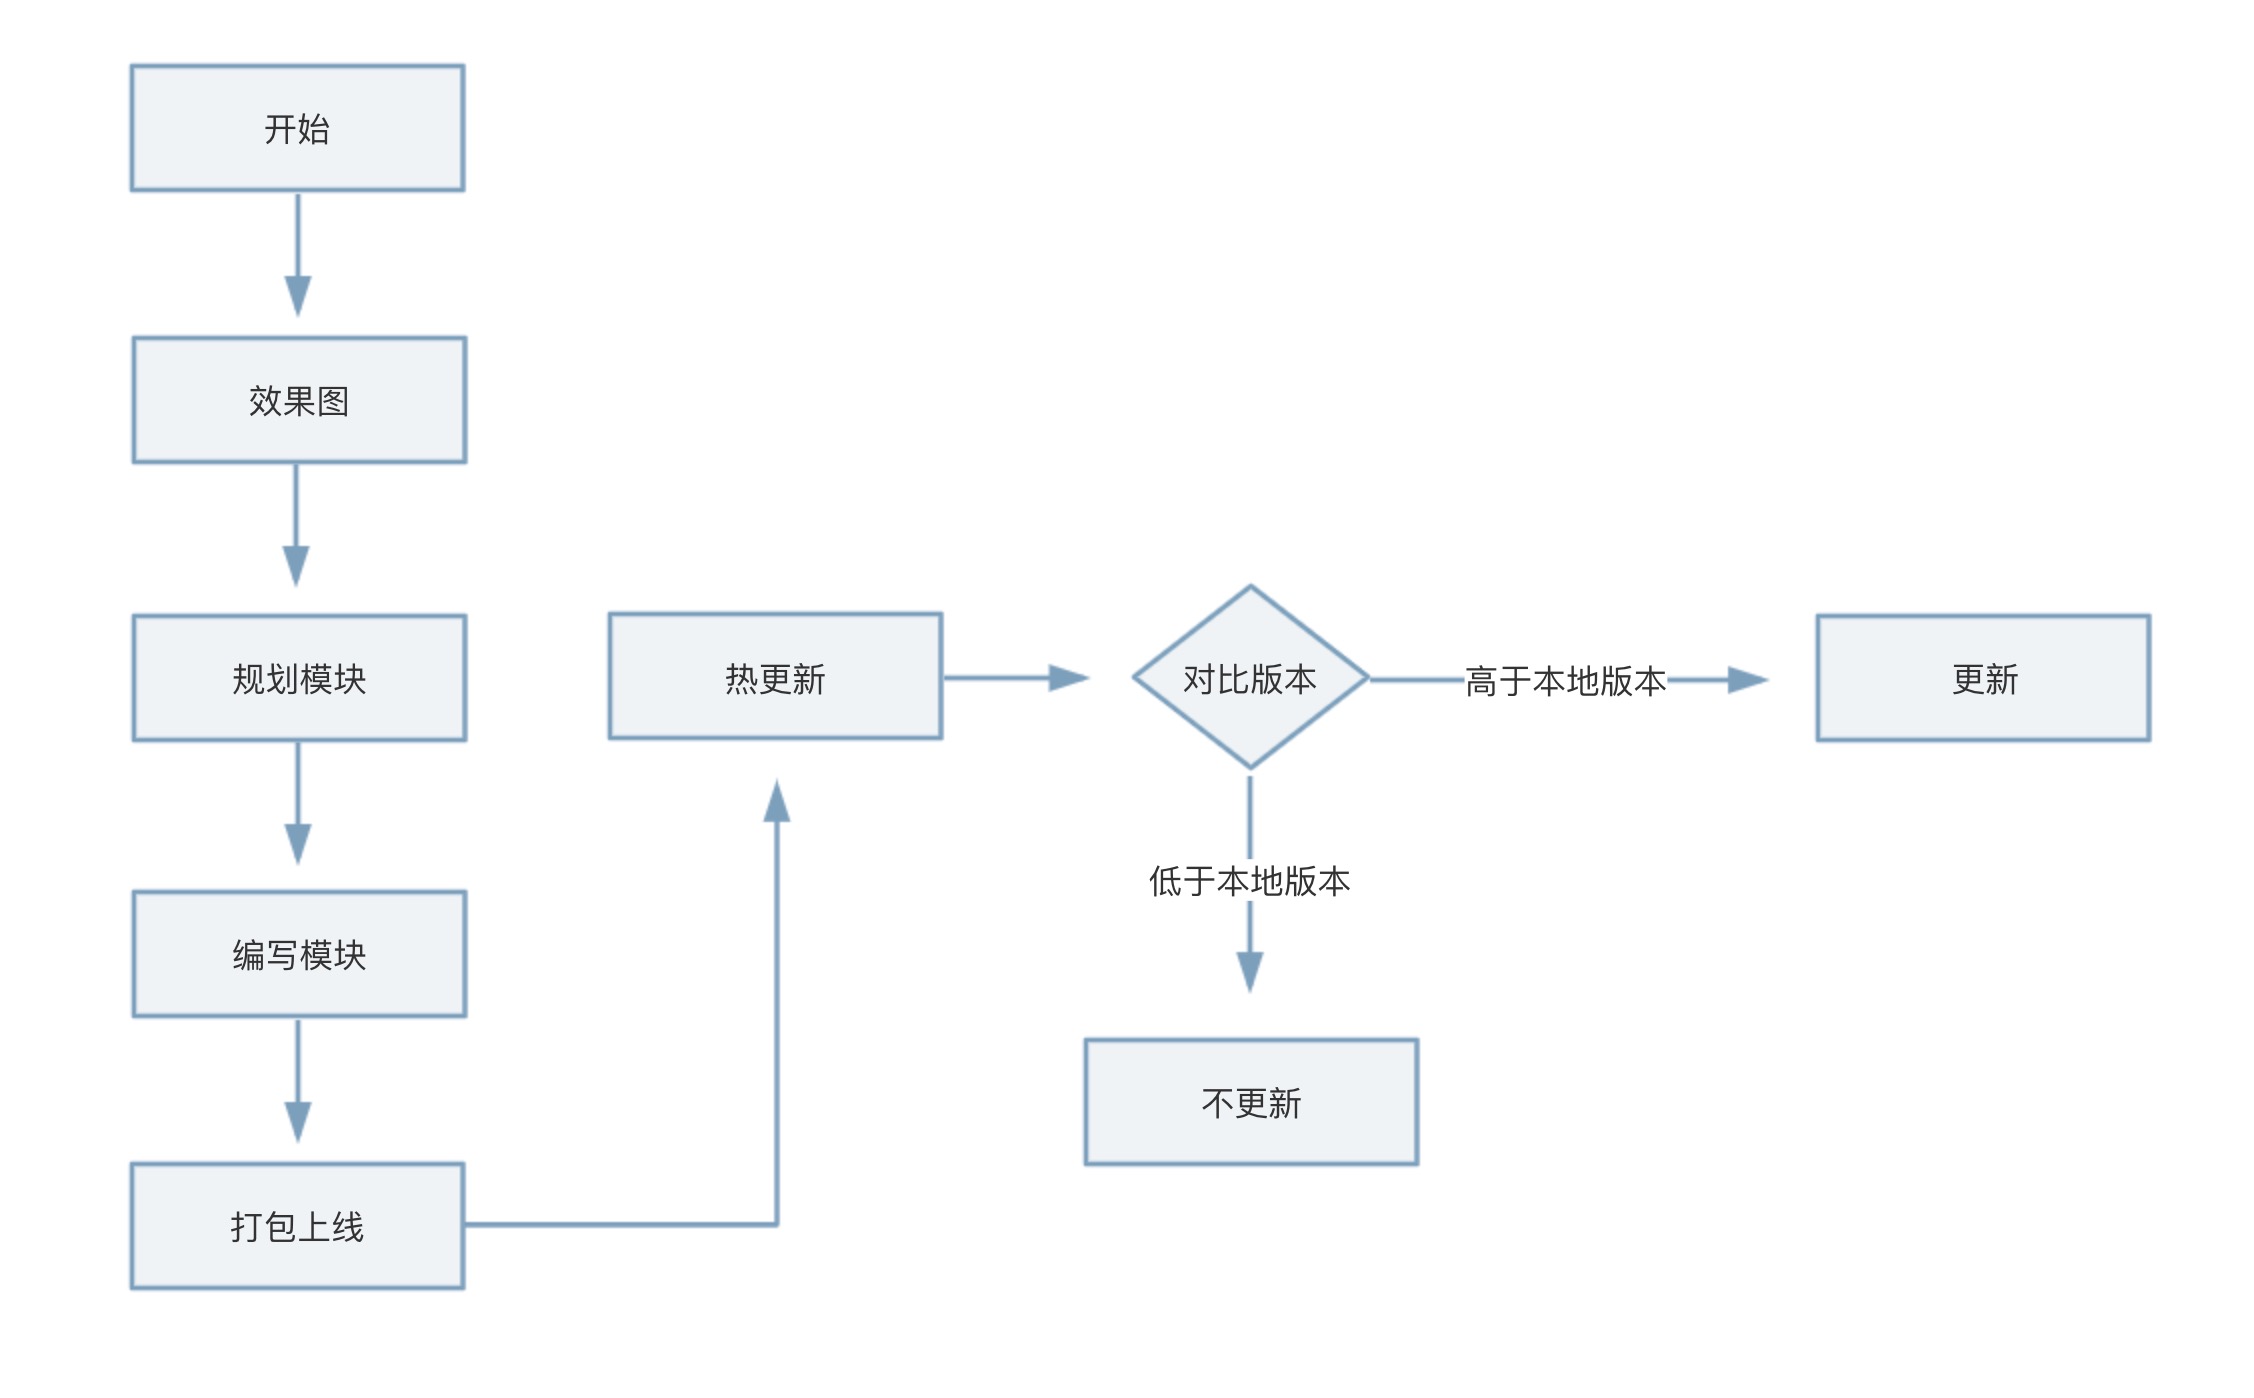 开始
效果图
规划模块
编写模块
打包上线
热更新
对比版本
高于本地版本
更新
低于本地版本
不更新